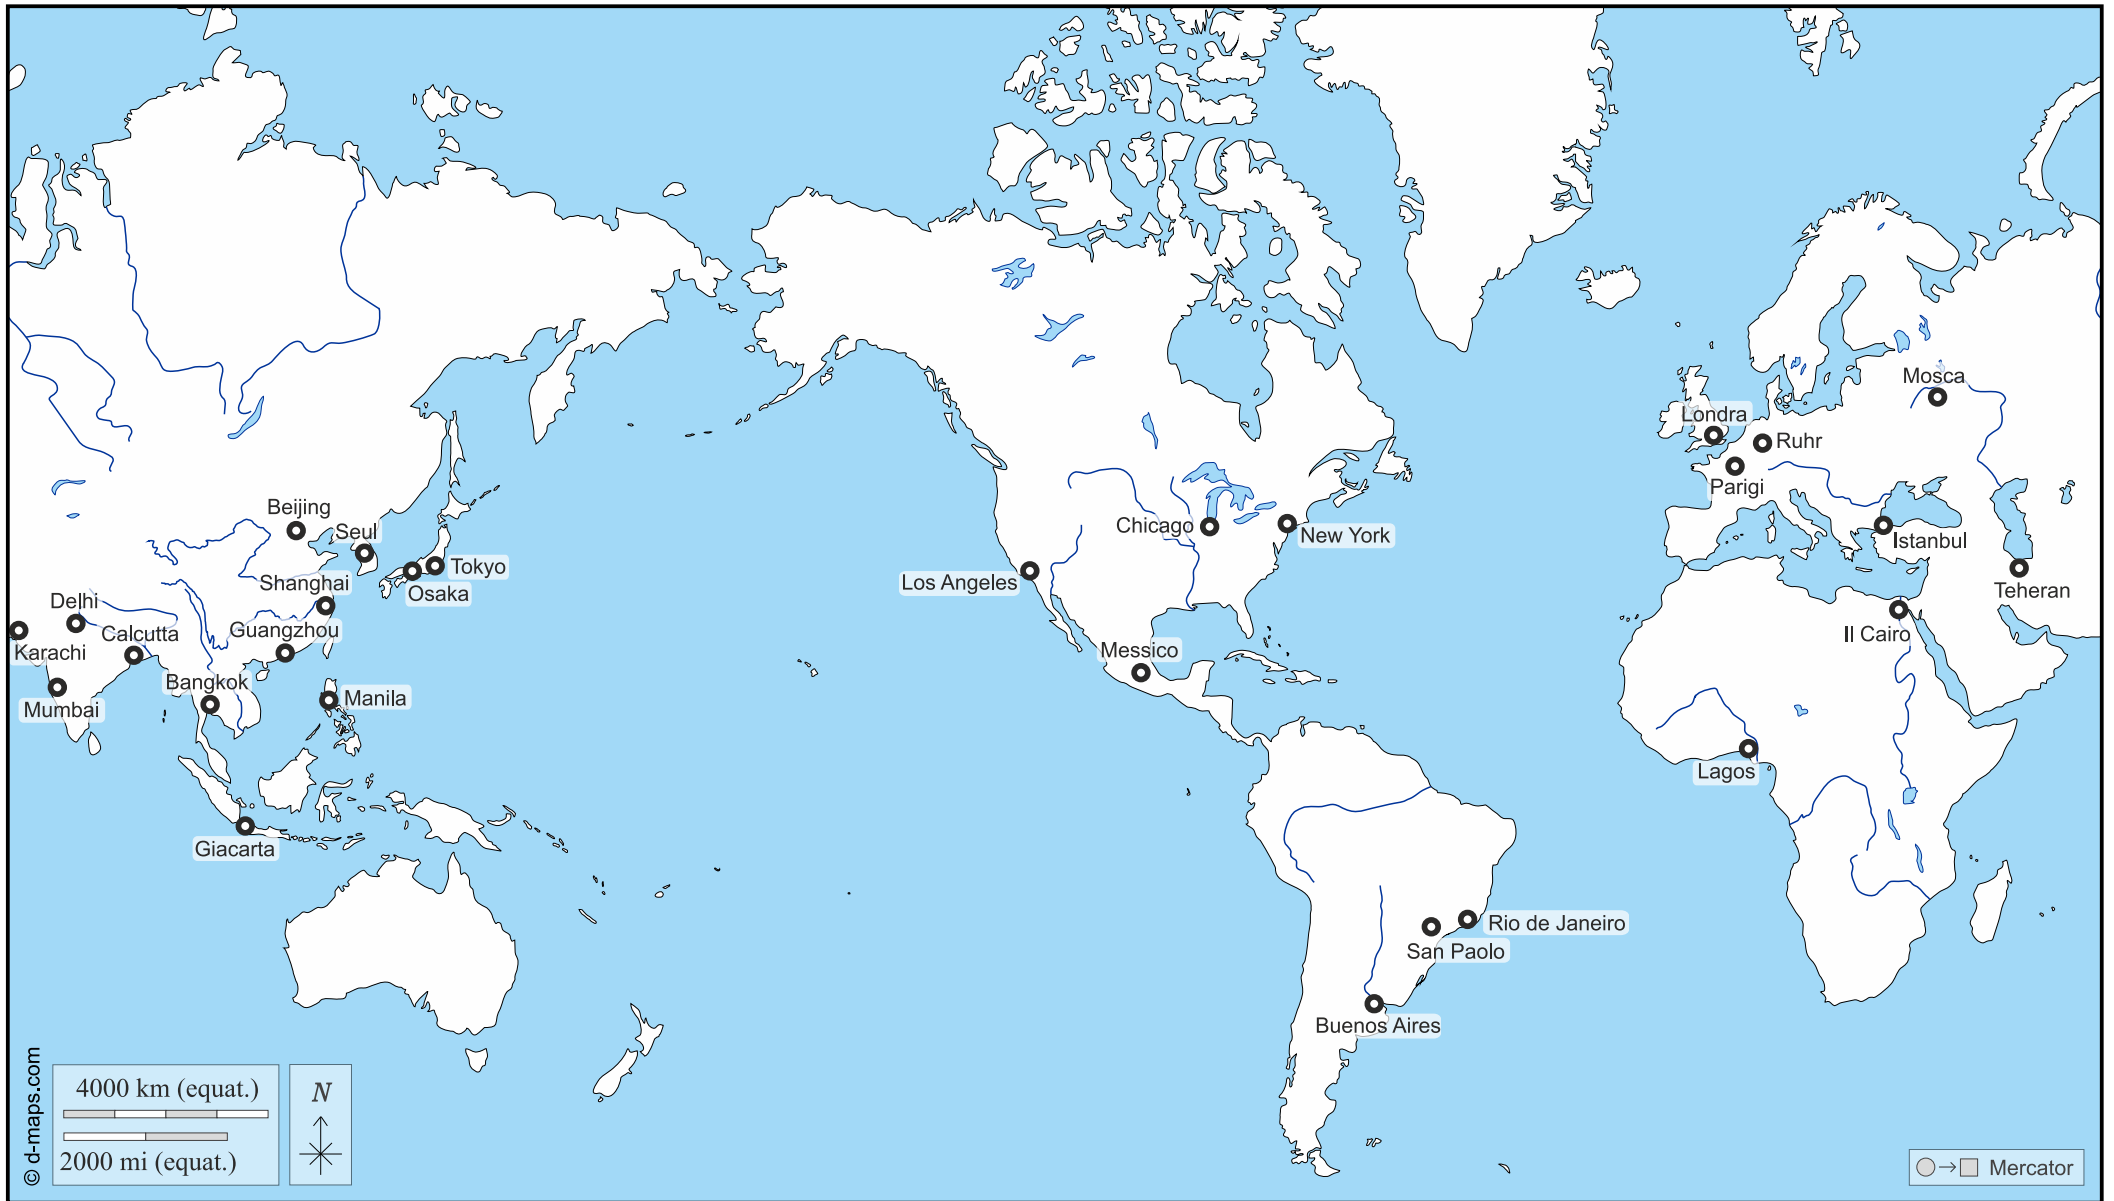 Mosca
Londra
Ruhr
Parigi
Beijing
Seul
Chicago
New York
Istanbul
Tokyo
Shanghai
Osaka
Los Angeles
Teheran
Delhi
Calcutta
Guangzhou
Il Cairo
Karachi
Messico
Bangkok
Manila
Mumbai
Lagos
Giacarta
Rio de Janeiro
San Paolo
Buenos Aires
© d-maps.com
4000 km (equat.)
2000 mi (equat.)
N
Mercator